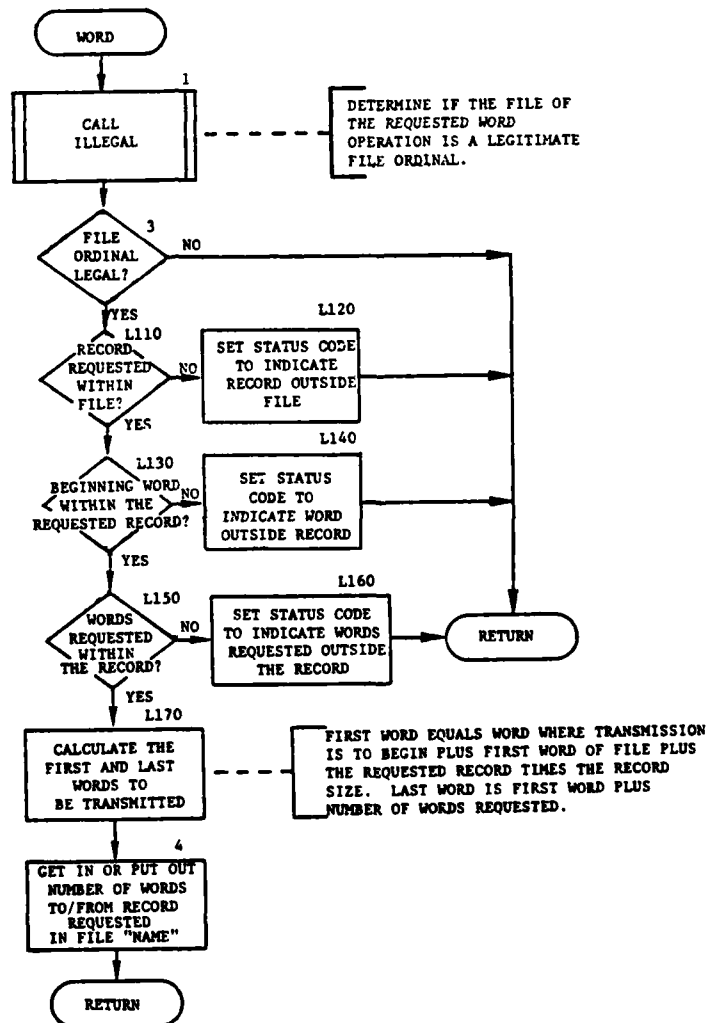 WORD
1
CALL
ILLEGAL
DETERMINE IF THE FILE OF
THE REQUESTED WORD
OPERATION IS A LEGITIMATE
FILE ORDINAL.
3
FILE
ORDINAL
LEGAL?
NO
YES
L110
RECORD
REQUESTED
WITHIN
FILE?
NO
L120
SET STATUS CODE
TO INDICATE
RECORD OUTSIDE
FILE
YES
L130
BEGINNING WORD
WITHIN THE
REQUESTED RECORD?
NO
L140
SET STATUS
CODE TO
INDICATE WORD
OUTSIDE RECORD
YES
L150
WORDS
REQUESTED
WITHIN
THE RECORD?
NO
L160
SET STATUS CODE
TO INDICATE WORDS
REQUESTED OUTSIDE
THE RECORD
RETURN
YES
L170
CALCULATE THE
FIRST AND LAST
WORDS TO
BE TRANSMITTED
FIRST WORD EQUALS WORD WHERE TRANSMISSION
IS TO BEGIN PLUS FIRST WORD OF FILE PLUS
THE REQUESTED RECORD TIMES THE RECORD
SIZE. LAST WORD IS FIRST WORD PLUS
NUMBER OF WORDS REQUESTED.
4
GET IN OR PUT OUT
NUMBER OF WORDS
TO/FROM RECORD
REQUESTED
IN FILE "NAME"
RETURN